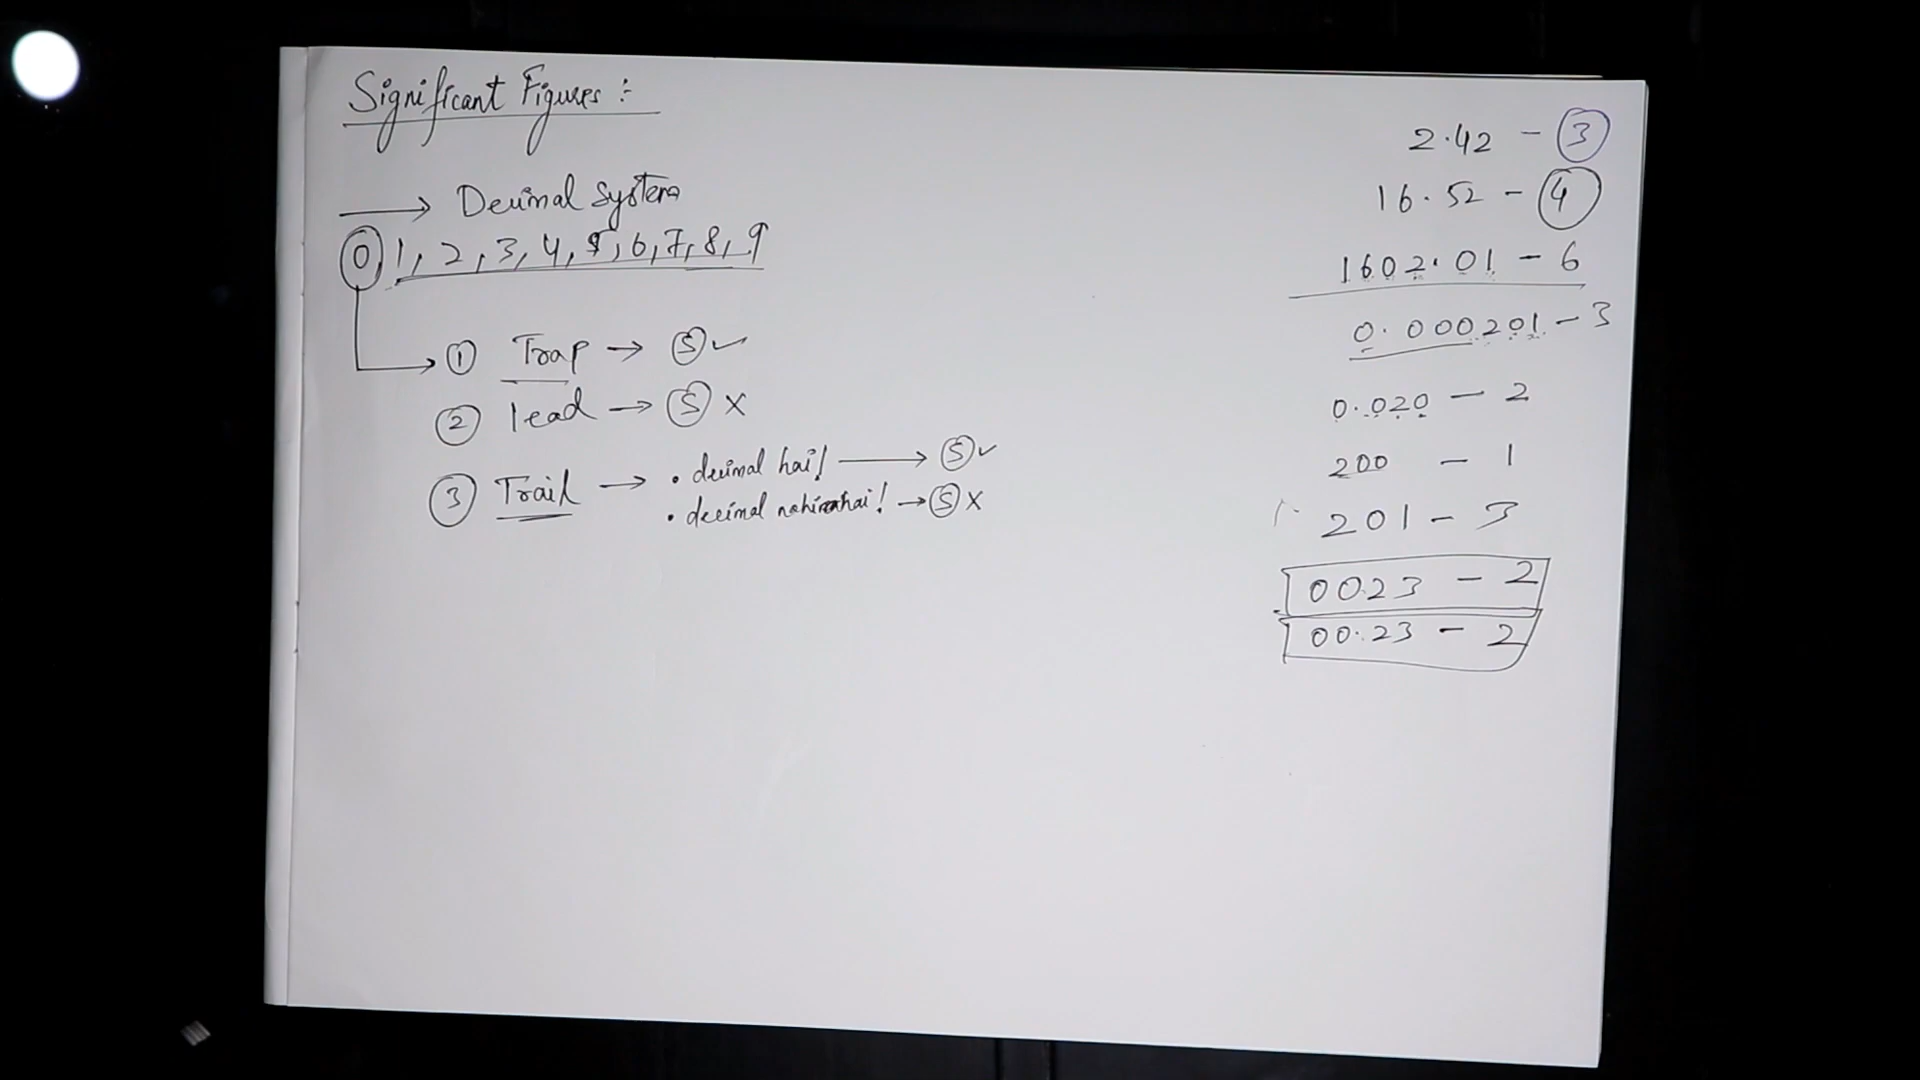 Significant Figures :-
→ Decimal System
0, 1, 2, 3, 4, 5, 6, 7, 8, 9
① Trap → Ⓢ ✓
② lead → Ⓢ ×
③ Trail → • decimal hai! → Ⓢ ✓
• decimal nahi hai! → Ⓢ ×
2.42 - ③
16.52 - ④
1602.01 - 6
0.000201 - 3
0.020 - 2
200 - 1
201 - 3
0023 - 2
00.23 - 2